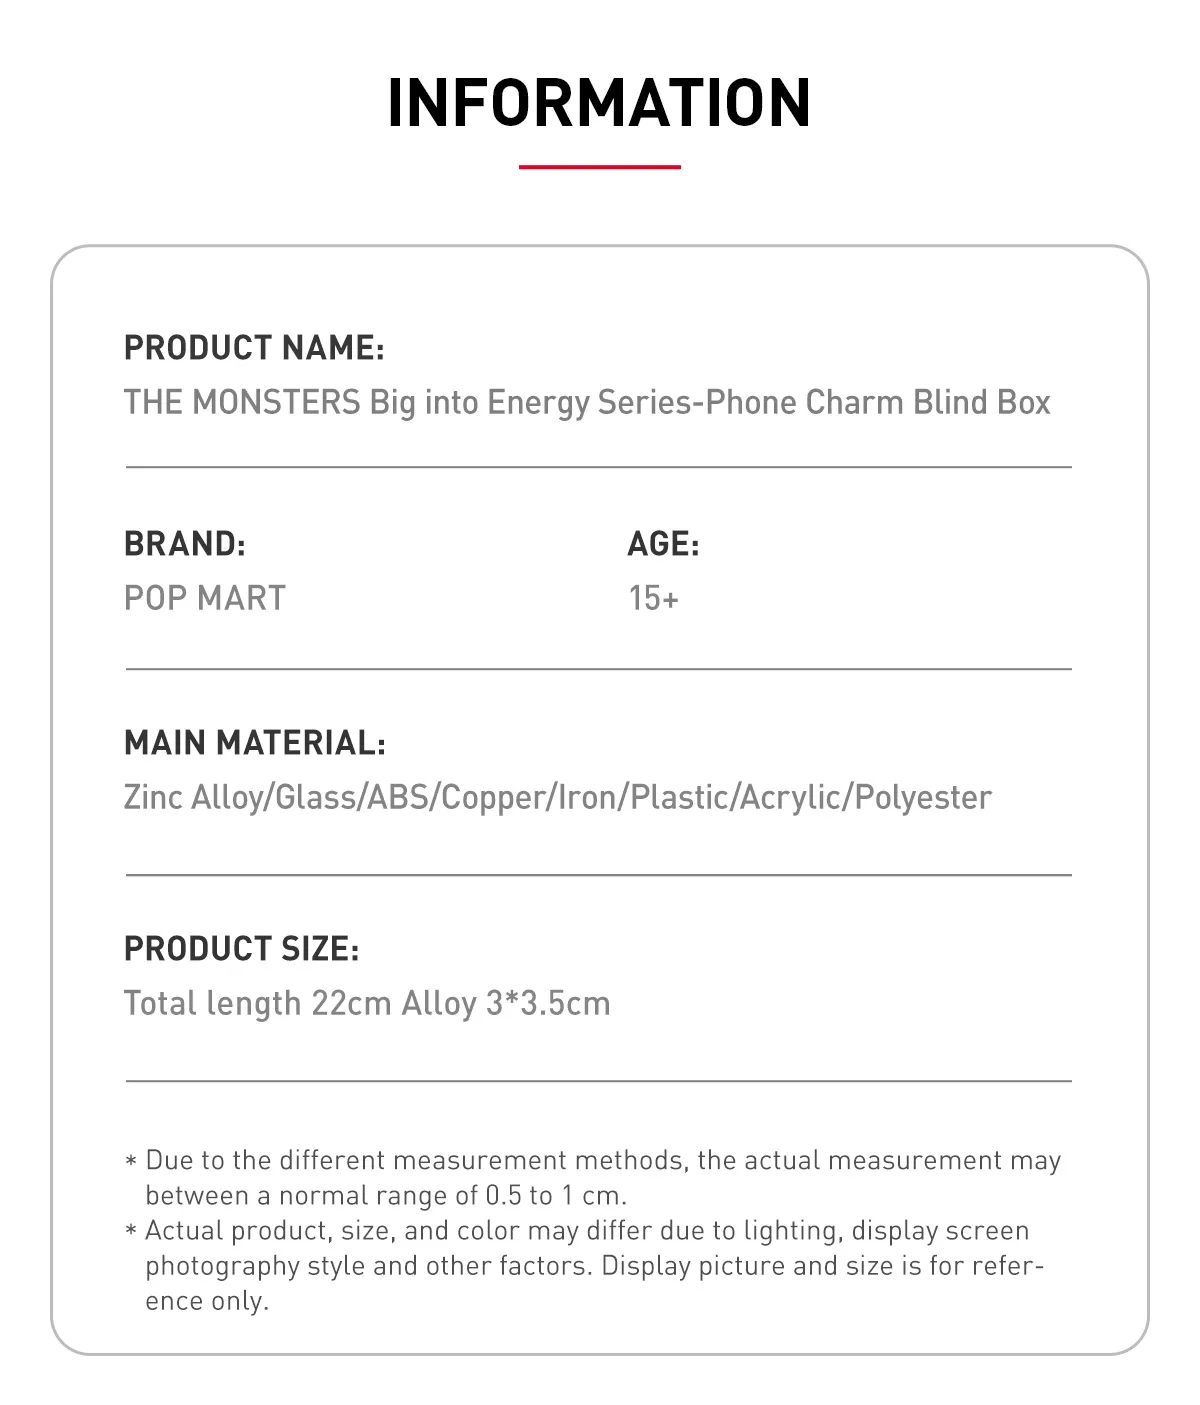 INFORMATION
PRODUCT NAME:
THE MONSTERS Big into Energy Series-Phone Charm Blind Box
BRAND:
POP MART
AGE:
15+
MAIN MATERIAL:
Zinc Alloy/Glass/ABS/Copper/Iron/Plastic/Acrylic/Polyester
PRODUCT SIZE:
Total length 22cm Alloy 3*3.5cm
* Due to the different measurement methods, the actual measurement may
between a normal range of 0.5 to 1 cm.
* Actual product, size, and color may differ due to lighting, display screen
photography style and other factors. Display picture and size is for refer-
ence only.